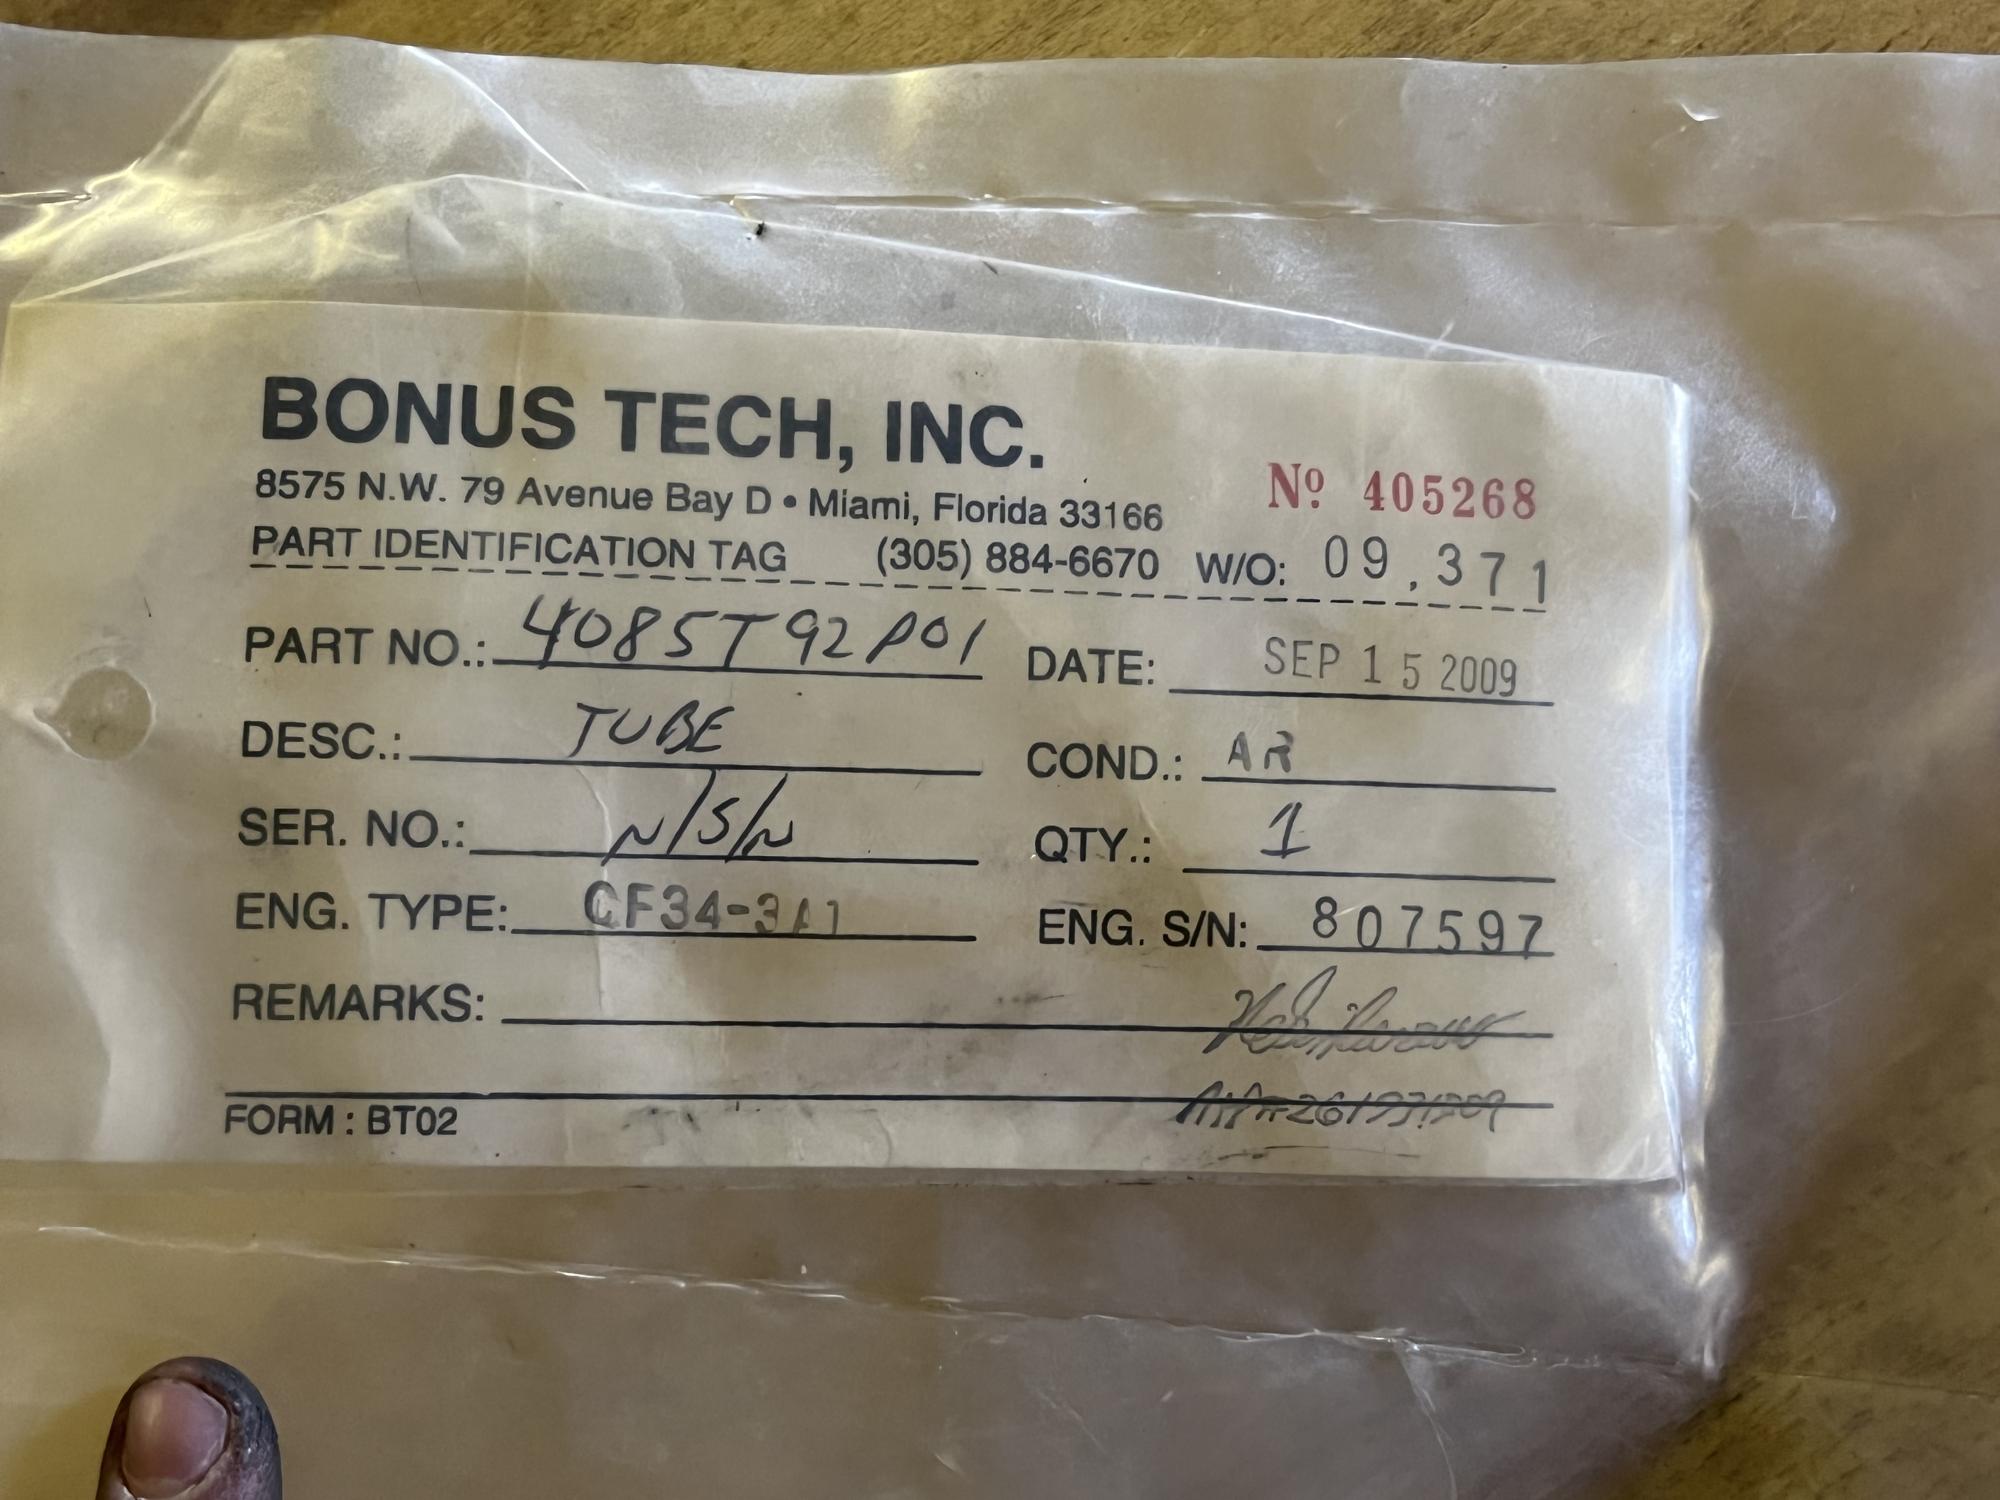 BONUS TECH, INC.
8575 N.W. 79 Avenue Bay D • Miami, Florida 33166
Nº 405268
PART IDENTIFICATION TAG (305) 884-6670 W/O: 09,371
PART NO.: 4085T92P01 DATE: SEP 15 2009
DESC.: TUBE COND.: AR
SER. NO.: N/S/N QTY.: 1
ENG. TYPE: CF34-3A1 ENG. S/N: 807597
REMARKS:
FORM : BT02